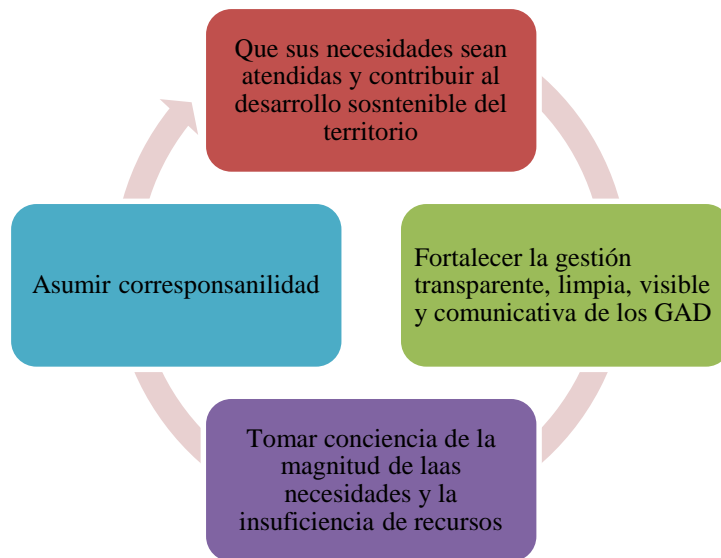 Que sus necesidades sean
atendidas y contribuir al
desarrollo sosntenible del
territorio
Fortalecer la gestión
transparente, limpia, visible
y comunicativa de los GAD
Tomar conciencia de la
magnitud de laas
necesidades y la
insuficiencia de recursos
Asumir corresponsanilidad